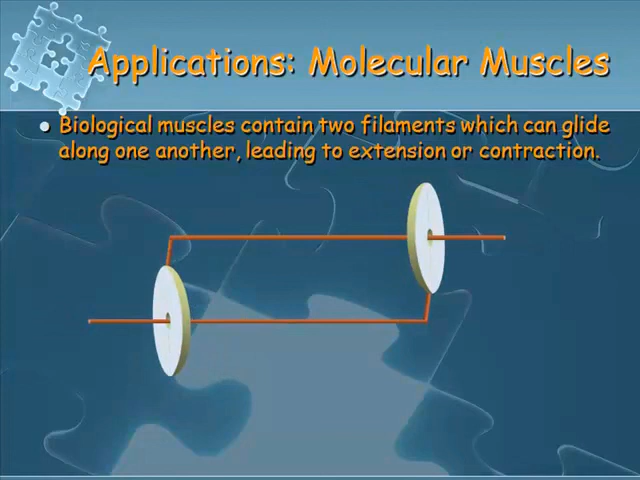 Applications: Molecular Muscles
Biological muscles contain two filaments which can glide
along one another, leading to extension or contraction.